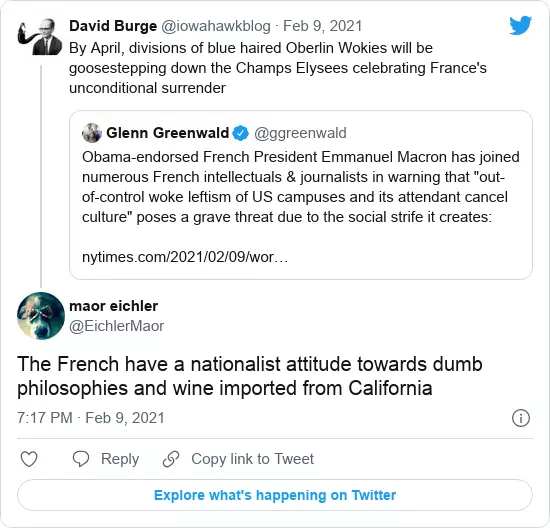 David Burge @iowahawkblog · Feb 9, 2021
By April, divisions of blue haired Oberlin Wokies will be
goosestepping down the Champs Elysees celebrating France's
unconditional surrender
Glenn Greenwald @ggreenwald
Obama-endorsed French President Emmanuel Macron has joined
numerous French intellectuals & journalists in warning that "out-
of-control woke leftism of US campuses and its attendant cancel
culture" poses a grave threat due to the social strife it creates:
nytimes.com/2021/02/09/wor…
maor eichler
@EichlerMaor
The French have a nationalist attitude towards dumb
philosophies and wine imported from California
7:17 PM · Feb 9, 2021
Reply Copy link to Tweet
Explore what's happening on Twitter